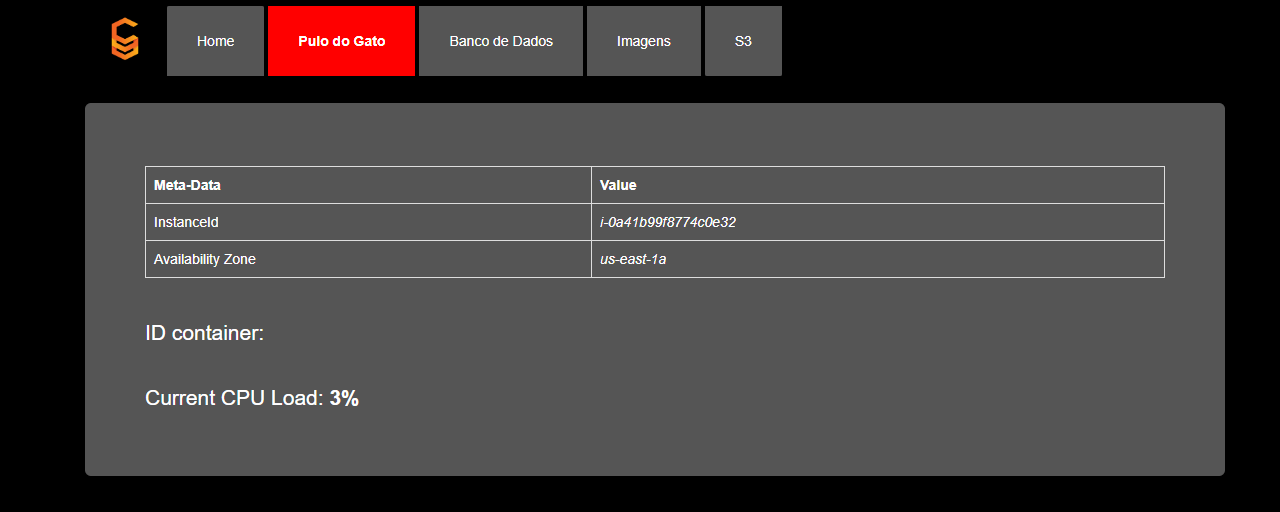 Home Pulo do Gato Banco de Dados Imagens S3
Meta-Data Value
InstanceId i-0a41b99f8774c0e32
Availability Zone us-east-1a
ID container:
Current CPU Load: 3%